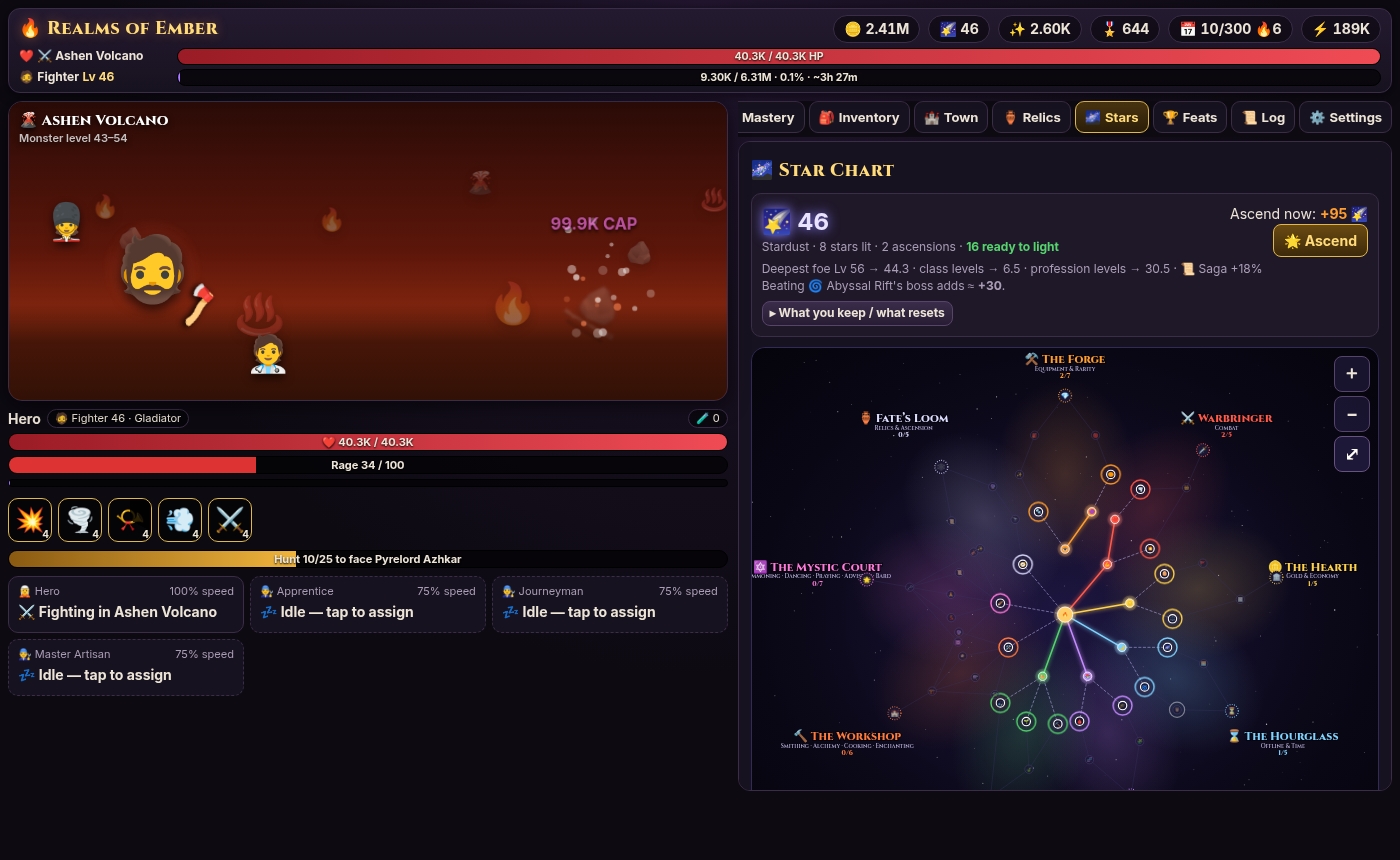 🔥 Realms of Ember
🪙 2.41M
🌠 46
✨ 2.60K
🎖️ 644
📅 10/300 🔥6
⚡ 189K
❤️ ⚔️ Ashen Volcano
40.3K / 40.3K HP
🧔 Fighter Lv 46
9.30K / 6.31M · 0.1% · ~3h 27m
🌋 Ashen Volcano
Monster level 43–54
99.9K CAP
Hero
🧔 Fighter 46 · Gladiator
🧪 0
❤️ 40.3K / 40.3K
Rage 34 / 100
4
4
4
4
4
Hunt 10/25 to face Pyrelord Azhkar
Hero
100% speed
⚔️ Fighting in Ashen Volcano
Apprentice
75% speed
💤 Idle — tap to assign
Journeyman
75% speed
💤 Idle — tap to assign
Master Artisan
75% speed
💤 Idle — tap to assign
Mastery
🎒 Inventory
🏰 Town
🏺 Relics
🌌 Stars
🏆 Feats
📜 Log
⚙️ Settings
🌌 Star Chart
🌠 46
Stardust · 8 stars lit · 2 ascensions · 16 ready to light
Ascend now: +95 🌠
🌟 Ascend
Deepest foe Lv 56 → 44.3 · class levels → 6.5 · profession levels → 30.5 · 📜 Saga +18%
Beating 🌀 Abyssal Rift's boss adds ≈ +30.
▸ What you keep / what resets
+
−
⤢
⚒️ The Forge
Equipment & Rarity
2/7
🏺 Fate's Loom
Relics & Ascension
0/5
⚔️ Warbringer
Combat
2/5
🔯 The Mystic Court
0/7
🪙 The Hearth
Gold & Economy
1/5
🔨 The Workshop
Smithing · Alchemy · Cooking · Enchanting
0/6
⏳ The Hourglass
Offline & Time
1/5